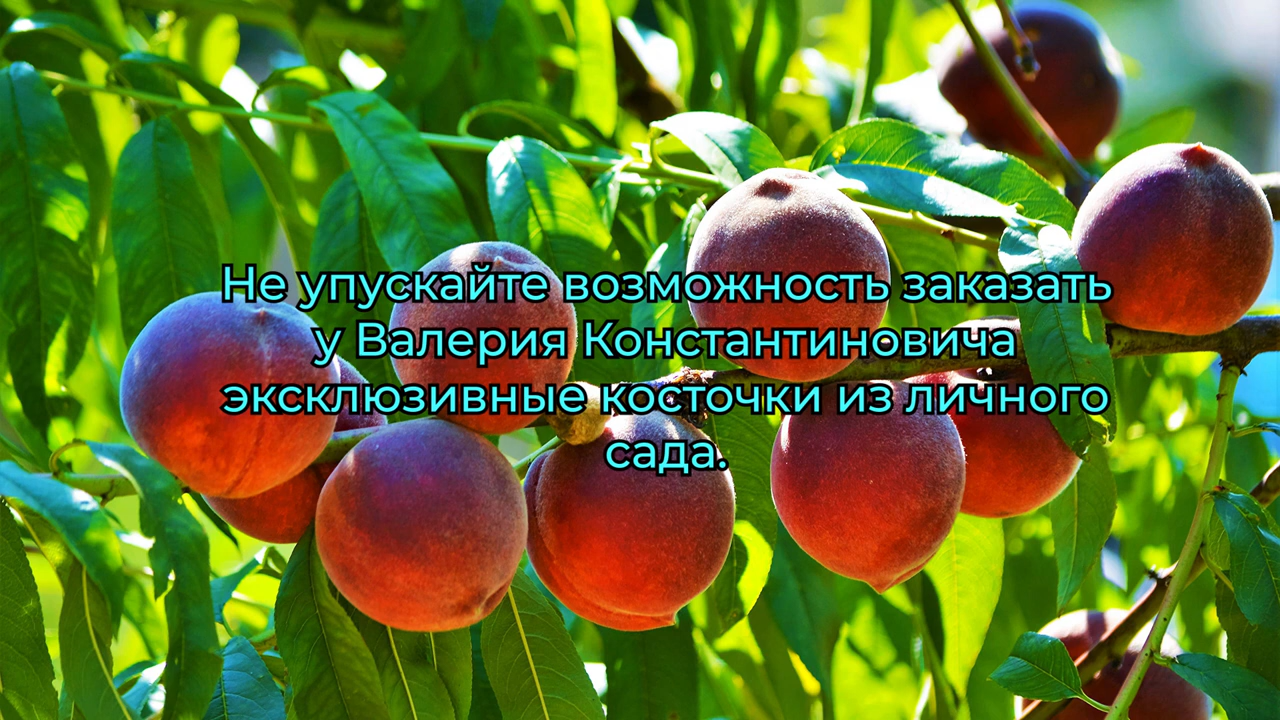 Не упускайте возможность заказать
у Валерия Константиновича
эксклюзивные косточки из личного
сада.